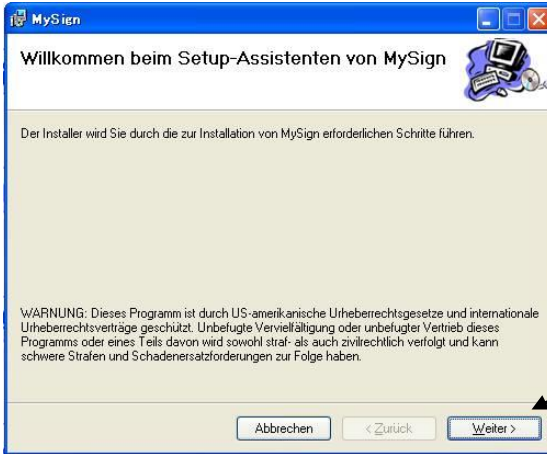 MySign
Willkommen beim Setup-Assistenten von MySign
Der Installer wird Sie durch die zur Installation von MySign erforderlichen Schritte führen.
WARNUNG: Dieses Programm ist durch US-amerikanische Urheberrechtsgesetze und internationale
Urheberrechtsverträge geschützt. Unbefugte Vervielfältigung oder unbefugter Vertrieb dieses
Programms oder eines Teils davon wird sowohl straf- als auch zivilrechtlich verfolgt und kann
schwere Strafen und Schadenersatzforderungen zur Folge haben.
Abbrechen < Zurück Weiter >